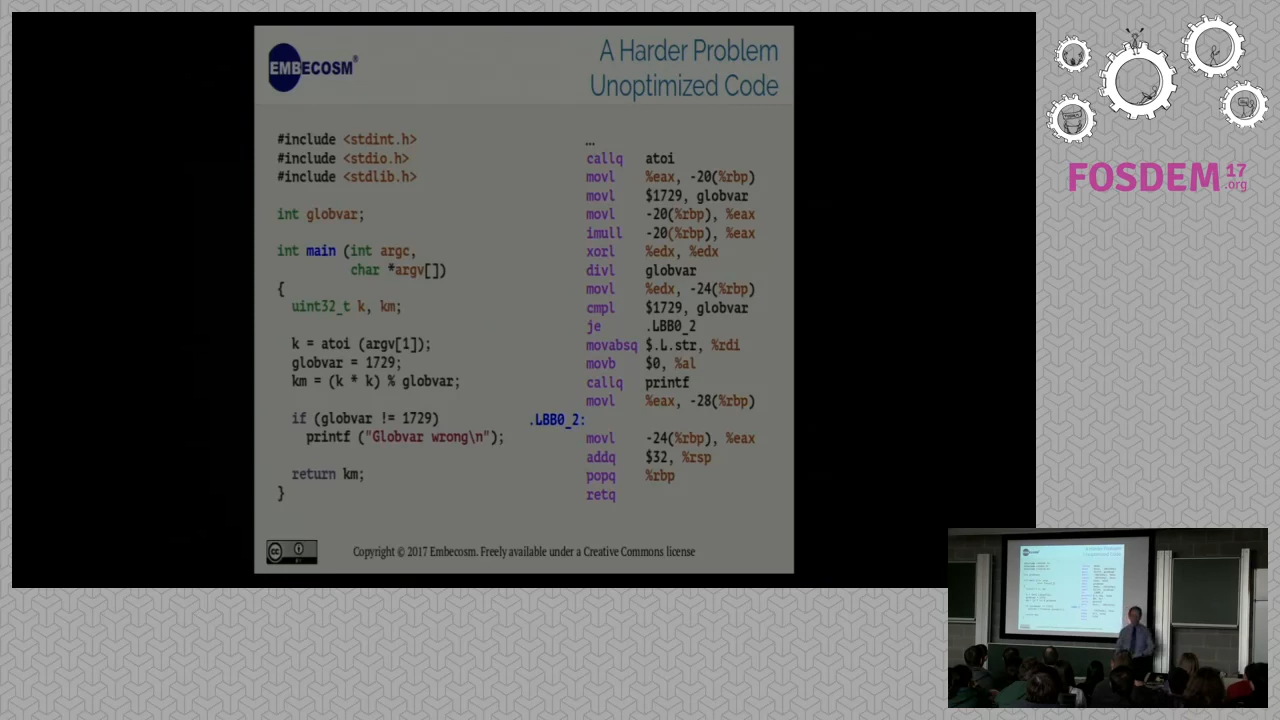 EMBECOSM®
A Harder Problem
Unoptimized Code
#include <stdint.h>
#include <stdio.h>
#include <stdlib.h>
int globvar;
int main (int argc,
char *argv[])
{
uint32_t k, km;
k = atoi (argv[1]);
globvar = 1729;
km = (k * k) % globvar;
if (globvar != 1729)
printf ("Globvar wrong\n");
return km;
}
...
callq atoi
movl %eax, -20(%rbp)
movl $1729, globvar
movl -20(%rbp), %eax
imull -20(%rbp), %eax
xorl %edx, %edx
divl globvar
movl %edx, -24(%rbp)
cmpl $1729, globvar
je .LBB0_2
movabsq $.L.str, %rdi
movb $0, %al
callq printf
movl %eax, -28(%rbp)
.LBB0_2:
movl -24(%rbp), %eax
addq $32, %rsp
popq %rbp
retq
Copyright © 2017 Embecosm. Freely available under a Creative Commons license
FOSDEM 17
.org